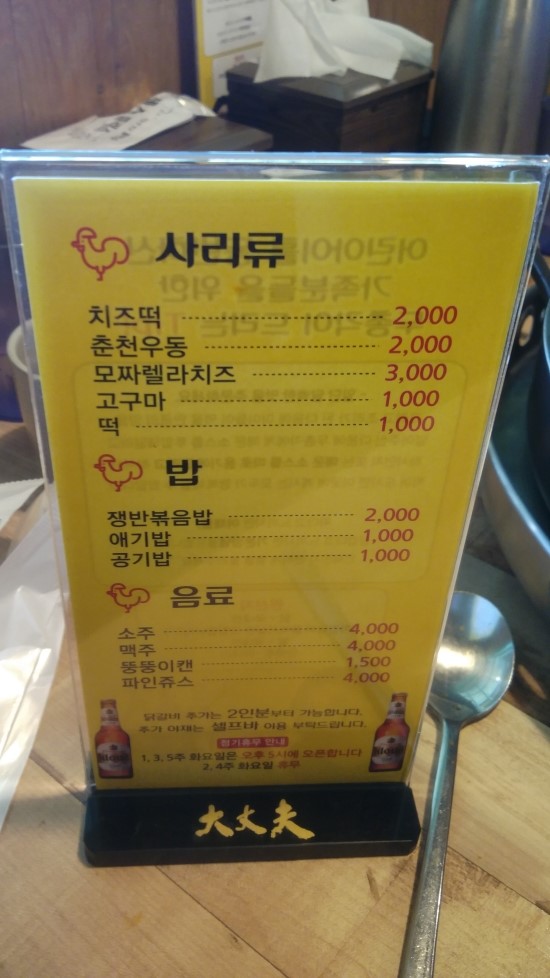 사리류
치즈떡 2,000
춘천우동 2,000
모짜렐라치즈 3,000
고구마 1,000
떡 1,000
밥
쟁반볶음밥 2,000
애기밥 1,000
공기밥 1,000
음료
소주 4,000
맥주 4,000
뚱뚱이캔 1,500
파인쥬스 4,000
닭갈비 추가는 2인분부터 가능합니다.
추가 야채는 셀프바 이용 부탁드립니다.
정기휴무 안내
1, 3, 5주 화요일은 오후 5시에 오픈합니다
2, 4주 화요일 휴무
大丈夫